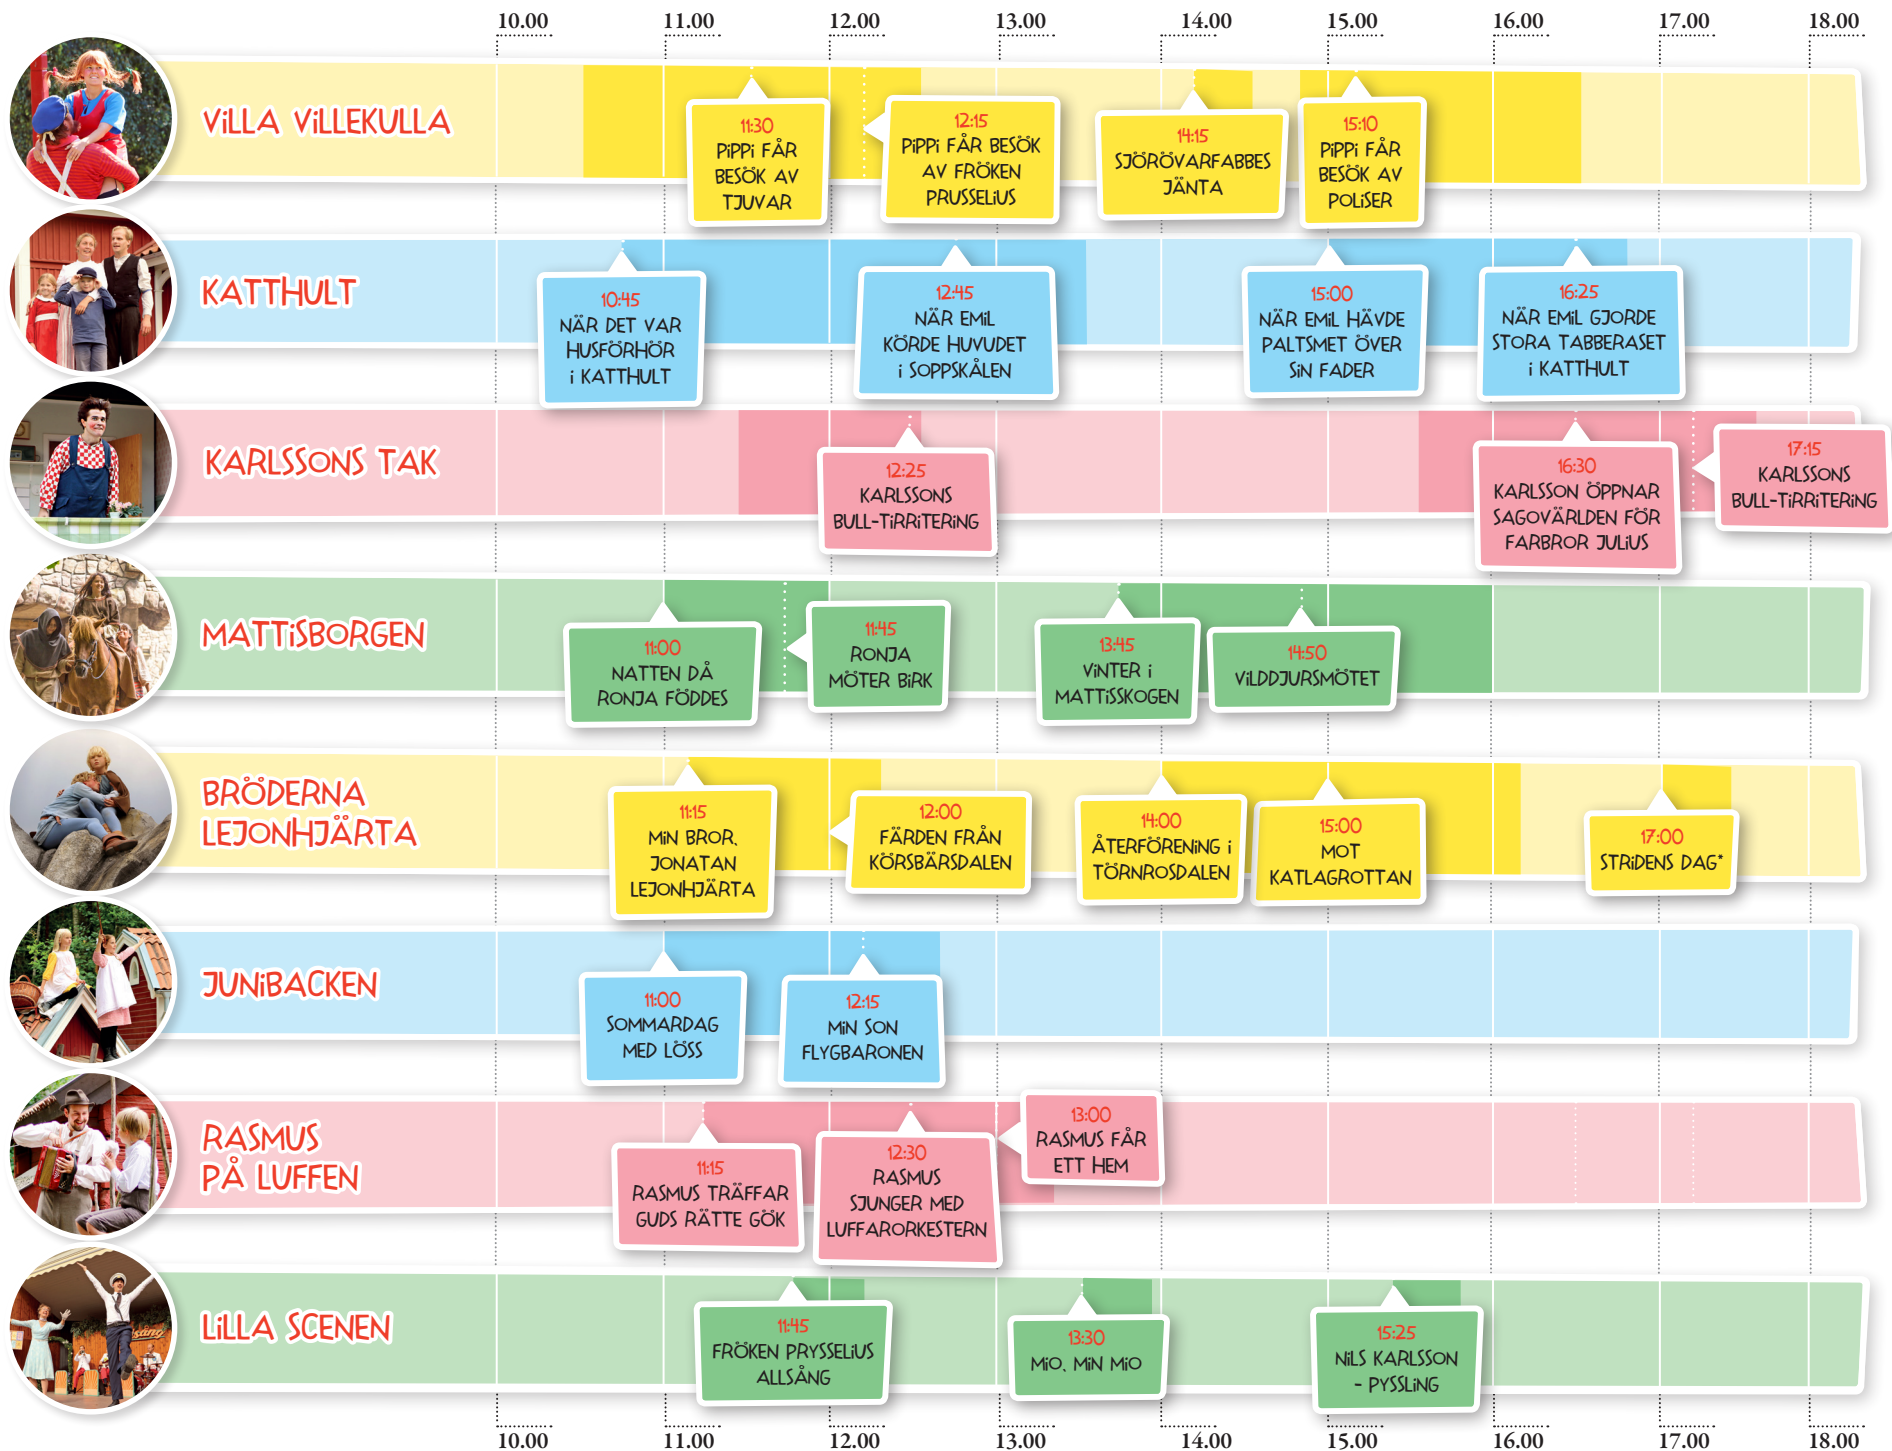 10.00 11.00 12.00 13.00 14.00 15.00 16.00 17.00 18.00
VILLA VILLEKULLA
11:30
PIPPI FÅR
BESÖK AV
TJUVAR
12:15
PIPPI FÅR BESÖK
AV FRÖKEN
PRUSSELIUS
14:15
SJÖRÖVARFABBES
JÄNTA
15:10
PIPPI FÅR
BESÖK AV
POLISER
KATTHULT
10:45
NÄR DET VAR
HUSFÖRHÖR
I KATTHULT
12:45
NÄR EMIL
KÖRDE HUVUDET
I SOPPSKÅLEN
15:00
NÄR EMIL HÄVDE
PALTSMET ÖVER
SIN FADER
16:25
NÄR EMIL GJORDE
STORA TABBERASET
I KATTHULT
KARLSSONS TAK
12:25
KARLSSONS
BULL-TIRRITERING
16:30
KARLSSON ÖPPNAR
SAGOVÄRLDEN FÖR
FARBROR JULIUS
17:15
KARLSSONS
BULL-TIRRITERING
MATTISBORGEN
11:00
NATTEN DÅ
RONJA FÖDDES
11:45
RONJA
MÖTER BIRK
13:45
VINTER I
MATTISSKOGEN
14:50
VILDDJURSMÖTET
BRÖDERNA
LEJONHJÄRTA
11:15
MIN BROR,
JONATAN
LEJONHJÄRTA
12:00
FÄRDEN FRÅN
KÖRSBÄRSDALEN
14:00
ÅTERFÖRENING I
TÖRNROSDALEN
15:00
MOT
KATLAGROTTAN
17:00
STRIDENS DAG*
JUNIBACKEN
11:00
SOMMARDAG
MED LÖSS
12:15
MIN SON
FLYGBARONEN
RASMUS
PÅ LUFFEN
11:15
RASMUS TRÄFFAR
GUDS RÄTTE GÖK
12:30
RASMUS
SJUNGER MED
LUFFARORKESTERN
13:00
RASMUS FÅR
ETT HEM
LILLA SCENEN
11:45
FRÖKEN PRYSSELIUS
ALLSÅNG
13:30
MIO, MIN MIO
15:25
NILS KARLSSON
- PYSSLING
10.00 11.00 12.00 13.00 14.00 15.00 16.00 17.00 18.00